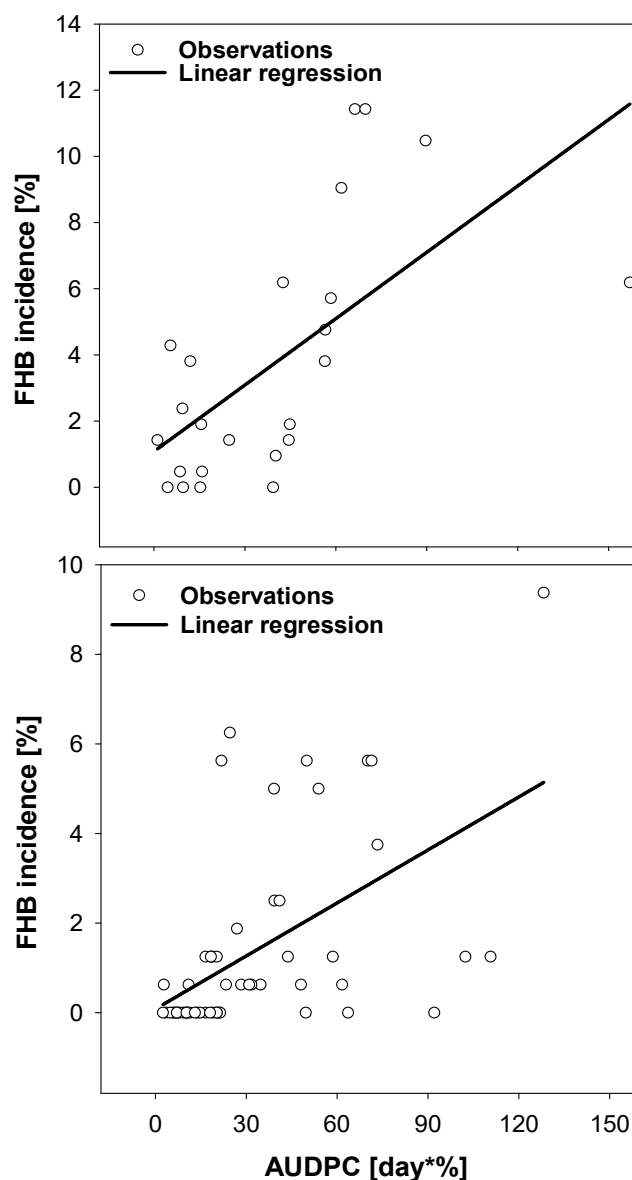 14
Observations
Linear regression
12
10
8
6
4
2
0
FHB incidence [%]
10
Observations
Linear regression
8
6
4
2
0
FHB incidence [%]
0 30 60 90 120 150
AUDPC [day*%]